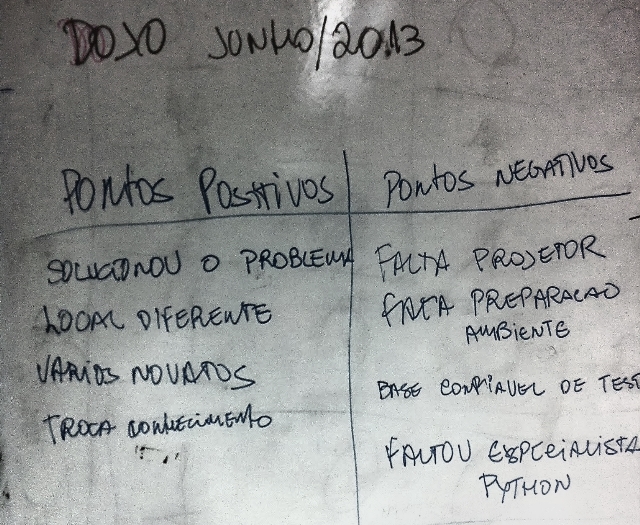 DOJO JUNHO/2013
PONTOS POSITIVOS
PONTOS NEGATIVOS
SOLUCIONOU O PROBLEMA
LOCAL DIFERENTE
VARIOS NOVATOS
TROCA CONHECIMENTO
FALTA PROJETOR
FALTA PREPARACAO
AMBIENTE
BASE CONFIAVEL DE TEST
FALTOU ESPECIALISTA
PYTHON